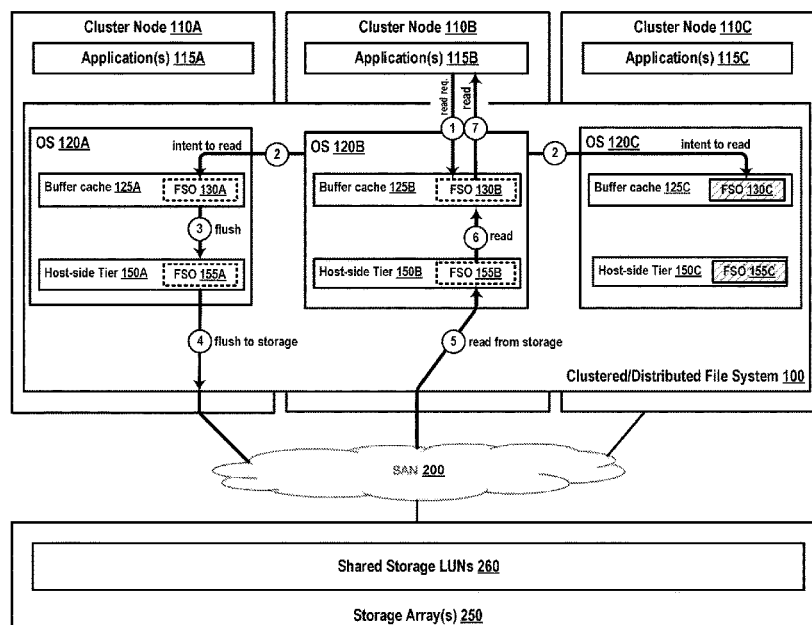 Cluster Node 110A
Cluster Node 110B
Cluster Node 110C
Application(s) 115A
Application(s) 115B
Application(s) 115C
read req.
read
1
7
OS 120A
intent to read
2
OS 120B
2
OS 120C
intent to read
Buffer cache 125A
FSO 130A
Buffer cache 125B
FSO 130B
Buffer cache 125C
FSO 130C
3
flush
6
read
Host-side Tier 150A
FSO 155A
Host-side Tier 150B
FSO 155B
Host-side Tier 150C
FSO 155C
4
flush to storage
5
read from storage
Clustered/Distributed File System 100
SAN 200
Shared Storage LUNs 260
Storage Array(s) 250